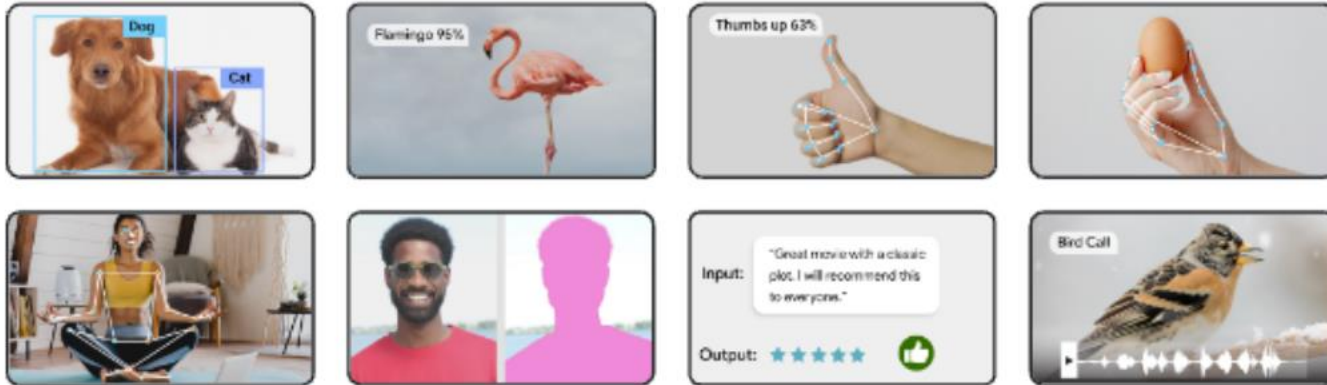 Dog
Cat
Flamingo 95%
Thumbs up 63%
Input:
"Great movie with a classic
plot. I will recommend this
to everyone."
Output:
Bird Call